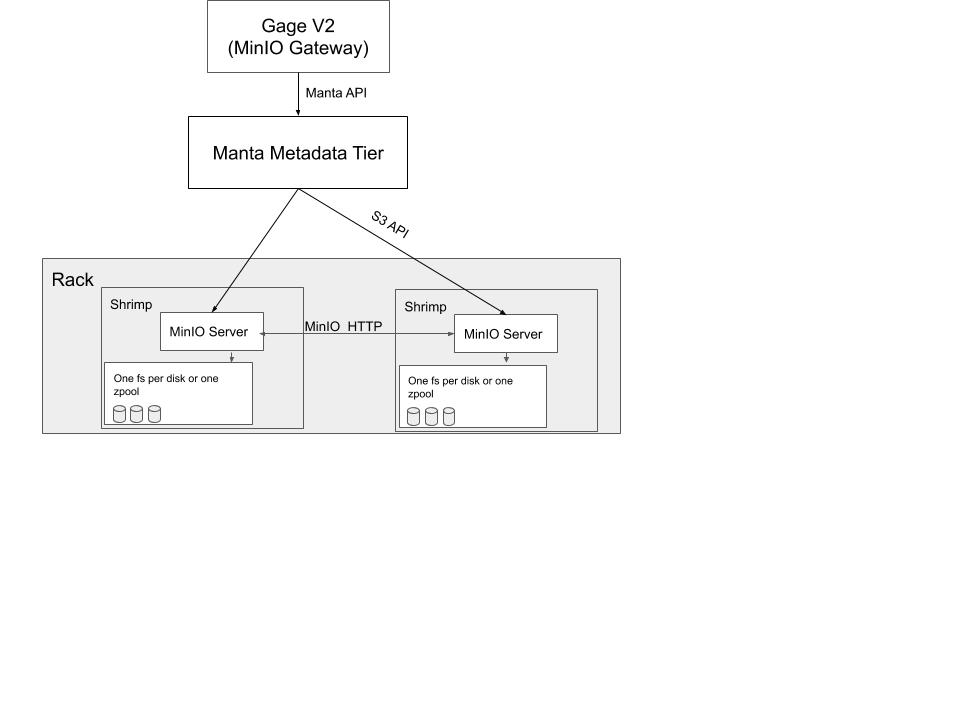 Gage V2
(MinIO Gateway)
Manta API
Manta Metadata Tier
S3 API
Rack
Shrimp
MinIO Server
One fs per disk or one
zpool
MinIO  HTTP
Shrimp
MinIO Server
One fs per disk or one
zpool